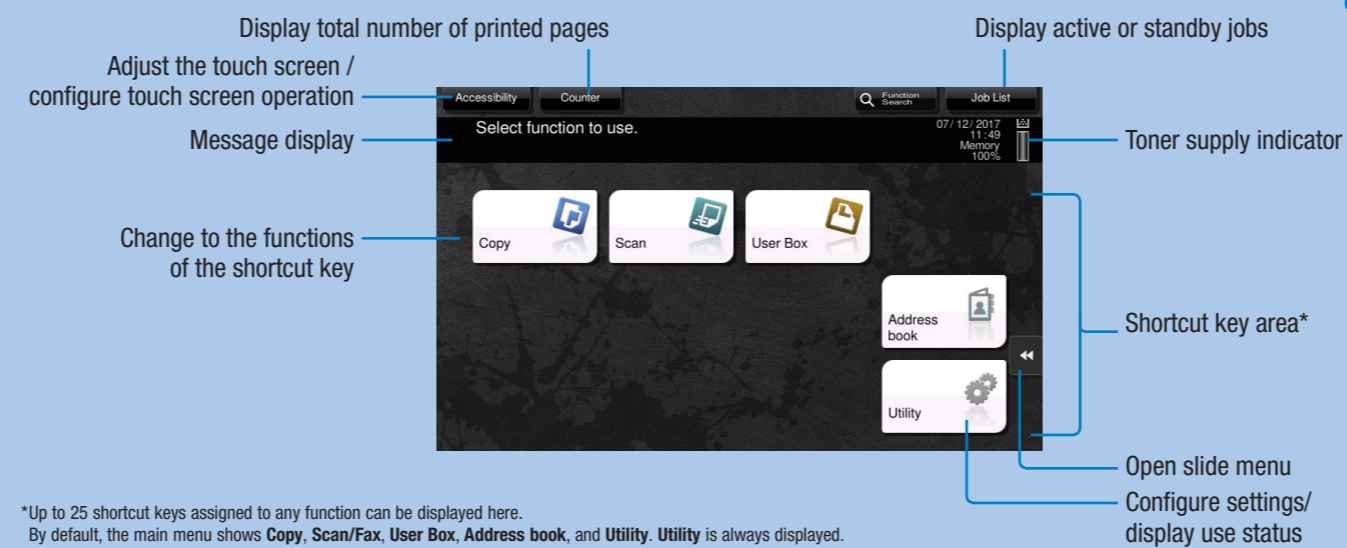 Display total number of printed pages
Display active or standby jobs
Adjust the touch screen /
configure touch screen operation
Accessibility
Counter
Function
Search
Job List
Message display
Select function to use.
07/12/2017
11:49
Memory
100%
Toner supply indicator
Change to the functions
of the shortcut key
Copy
Scan
User Box
Address
book
Shortcut key area*
Utility
Open slide menu
Configure settings/
display use status
*Up to 25 shortcut keys assigned to any function can be displayed here.
By default, the main menu shows Copy, Scan/Fax, User Box, Address book, and Utility. Utility is always displayed.